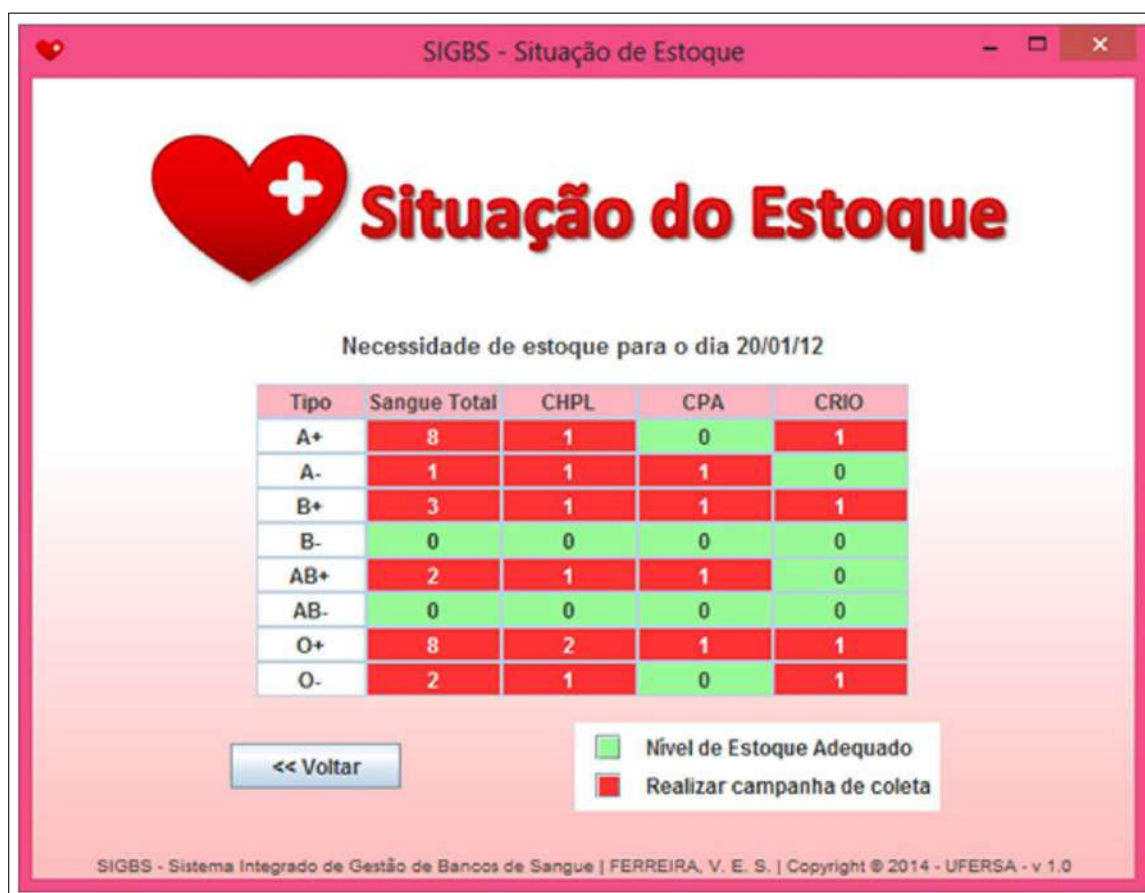 SIGBS - Situação de Estoque
Situação do Estoque
Necessidade de estoque para o dia 20/01/12
Tipo Sangue Total CHPL CPA CRIO
A+ 8 1 0 1
A- 1 1 1 0
B+ 3 1 1 1
B- 0 0 0 0
AB+ 2 1 1 0
AB- 0 0 0 0
O+ 8 2 1 1
O- 2 1 0 1
<< Voltar
Nível de Estoque Adequado
Realizar campanha de coleta
SIGBS - Sistema Integrado de Gestão de Bancos de Sangue | FERREIRA, V. E. S. | Copyright © 2014 - UFERSA - v 1.0